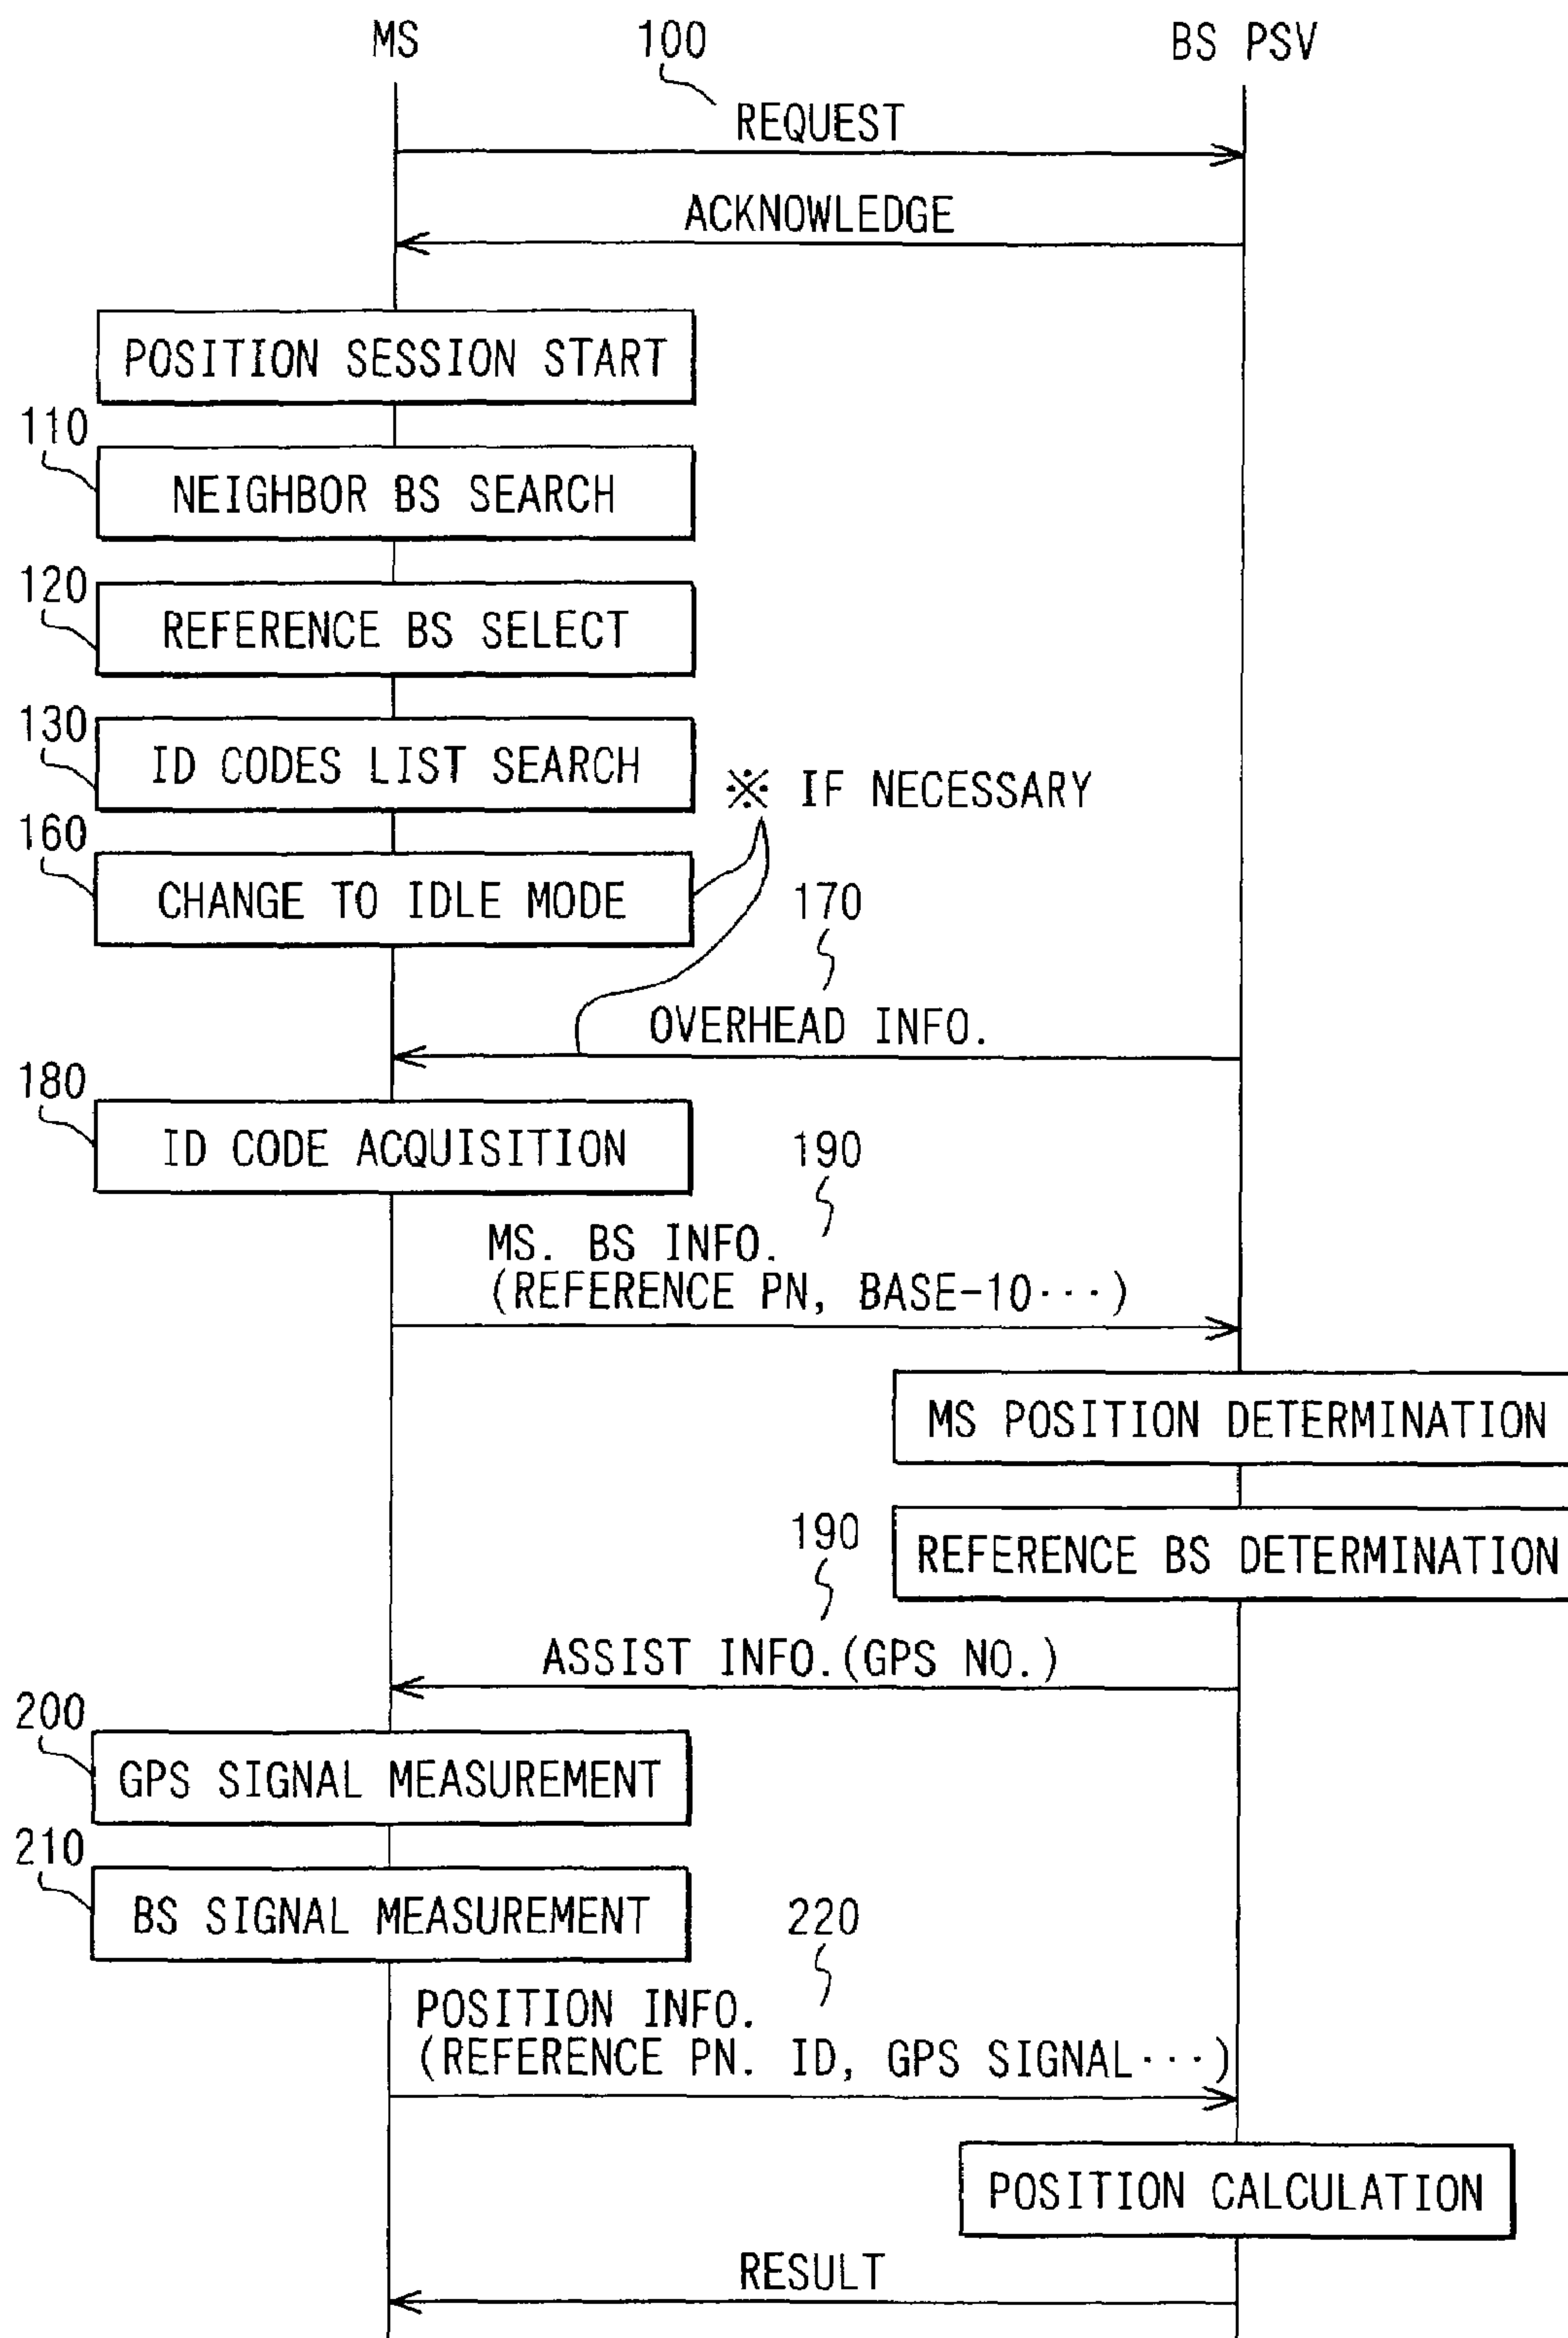 MS
100
BS PSV
REQUEST
ACKNOWLEDGE
POSITION SESSION START
110
NEIGHBOR BS SEARCH
120
REFERENCE BS SELECT
130
ID CODES LIST SEARCH
※ IF NECESSARY
160
CHANGE TO IDLE MODE
170
OVERHEAD INFO.
180
ID CODE ACQUISITION
190
MS. BS INFO.
(REFERENCE PN, BASE-10···)
MS POSITION DETERMINATION
190
REFERENCE BS DETERMINATION
ASSIST INFO.(GPS NO.)
200
GPS SIGNAL MEASUREMENT
210
BS SIGNAL MEASUREMENT
220
POSITION INFO.
(REFERENCE PN. ID, GPS SIGNAL···)
POSITION CALCULATION
RESULT